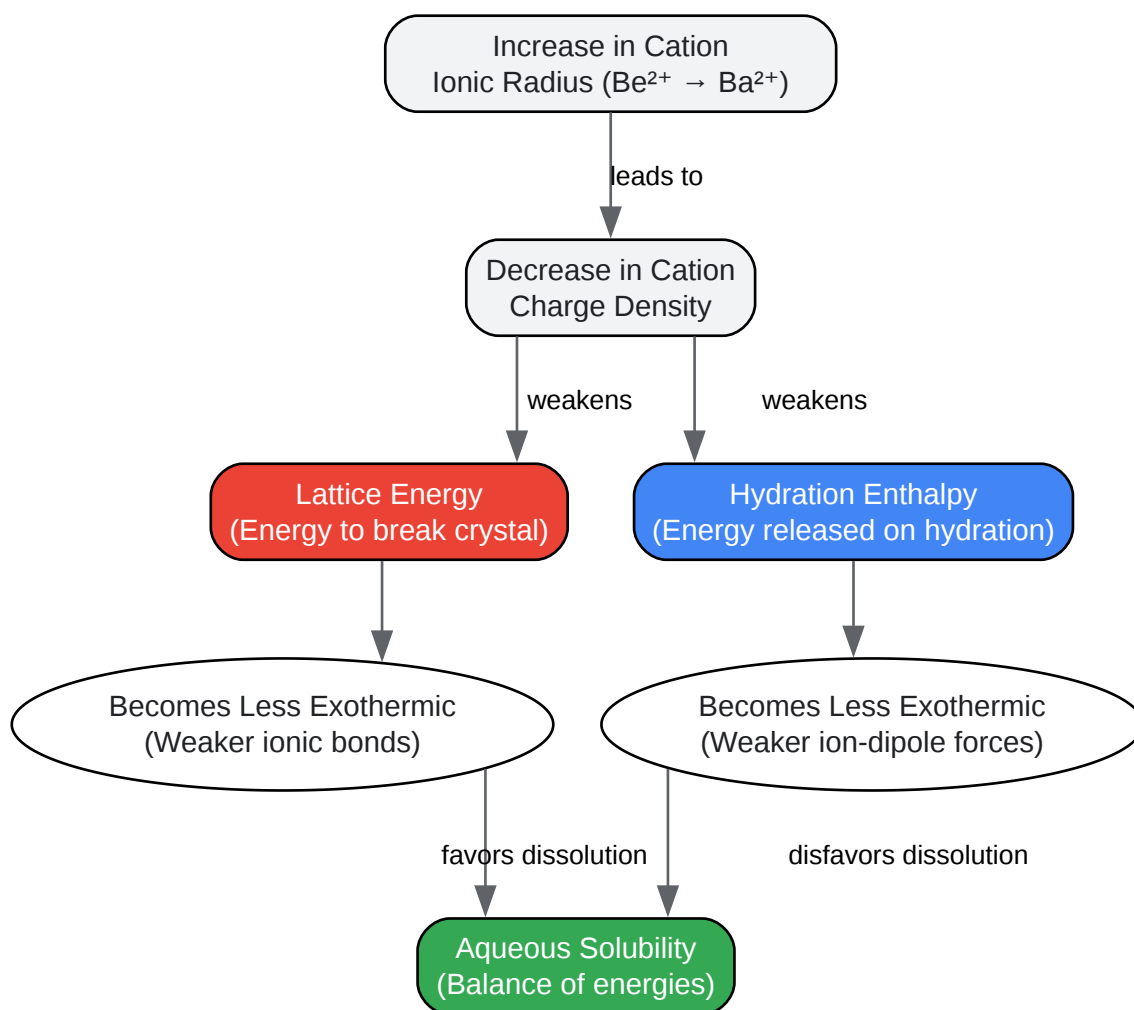 Increase in Cation
Ionic Radius (Be²⁺ → Ba²⁺)
leads to
Decrease in Cation
Charge Density
weakens
weakens
Lattice Energy
(Energy to break crystal)
Hydration Enthalpy
(Energy released on hydration)
Becomes Less Exothermic
(Weaker ionic bonds)
Becomes Less Exothermic
(Weaker ion-dipole forces)
favors dissolution
disfavors dissolution
Aqueous Solubility
(Balance of energies)